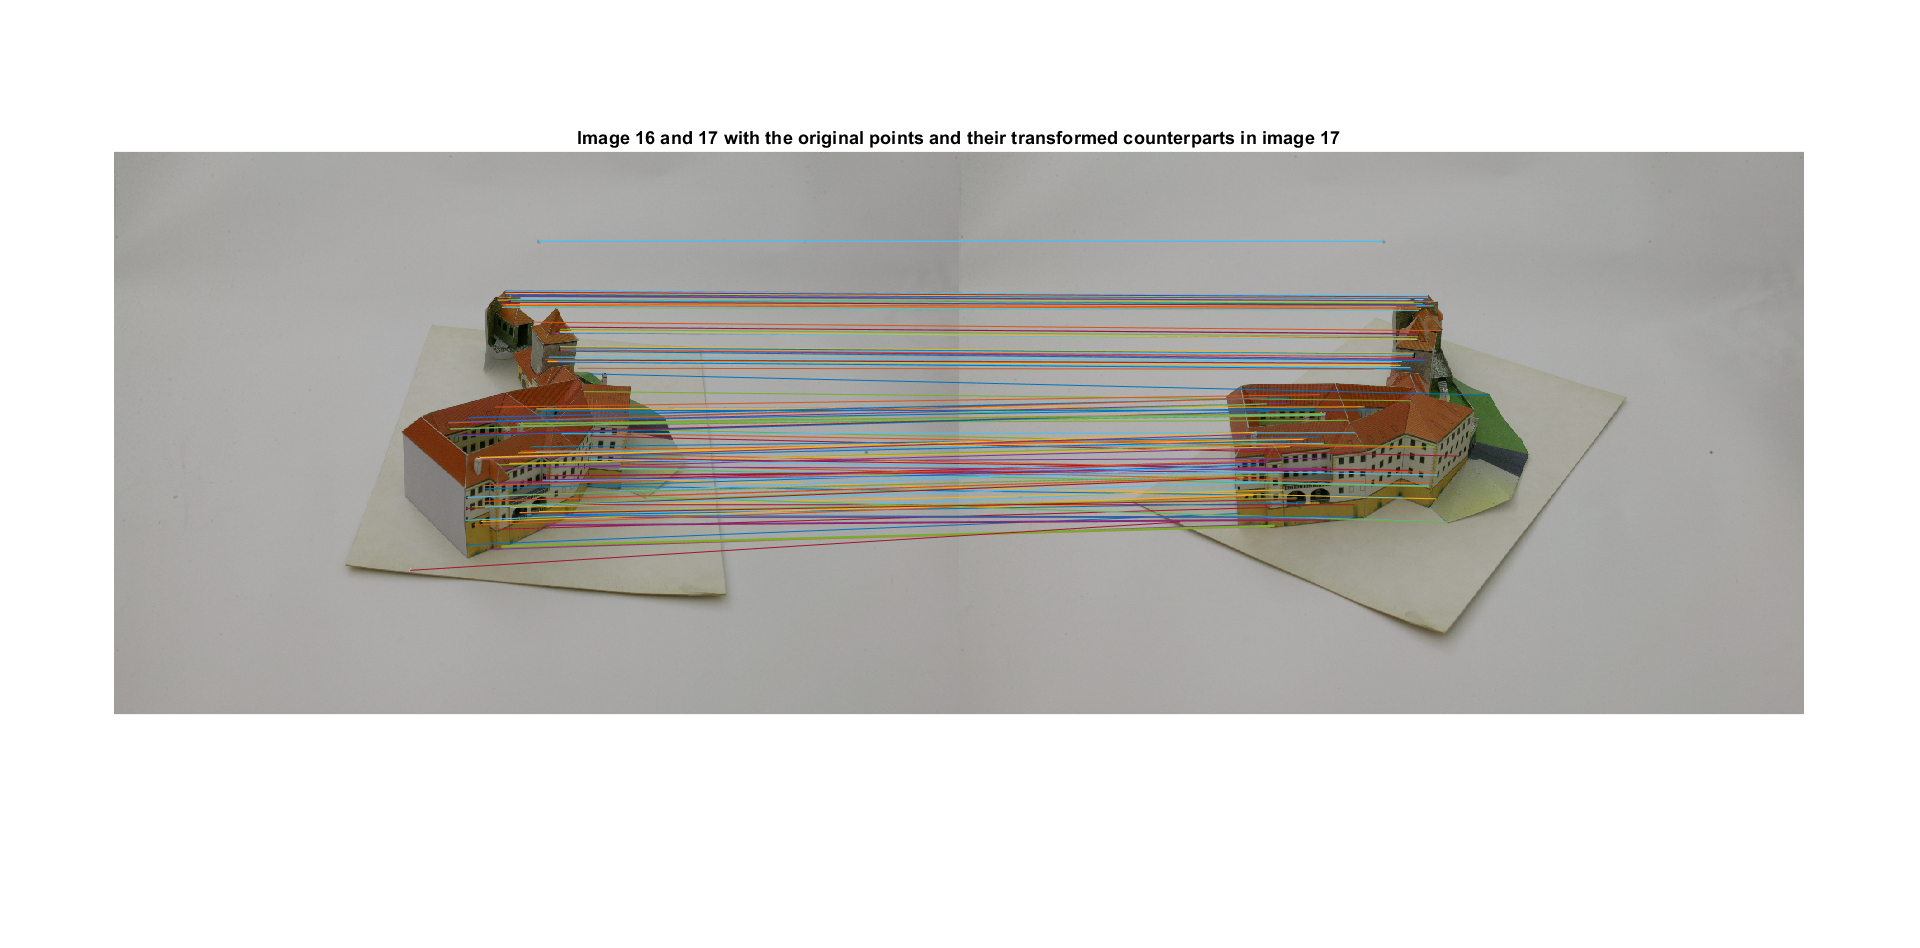 Image 16 and 17 with the original points and their transformed counterparts in image 17